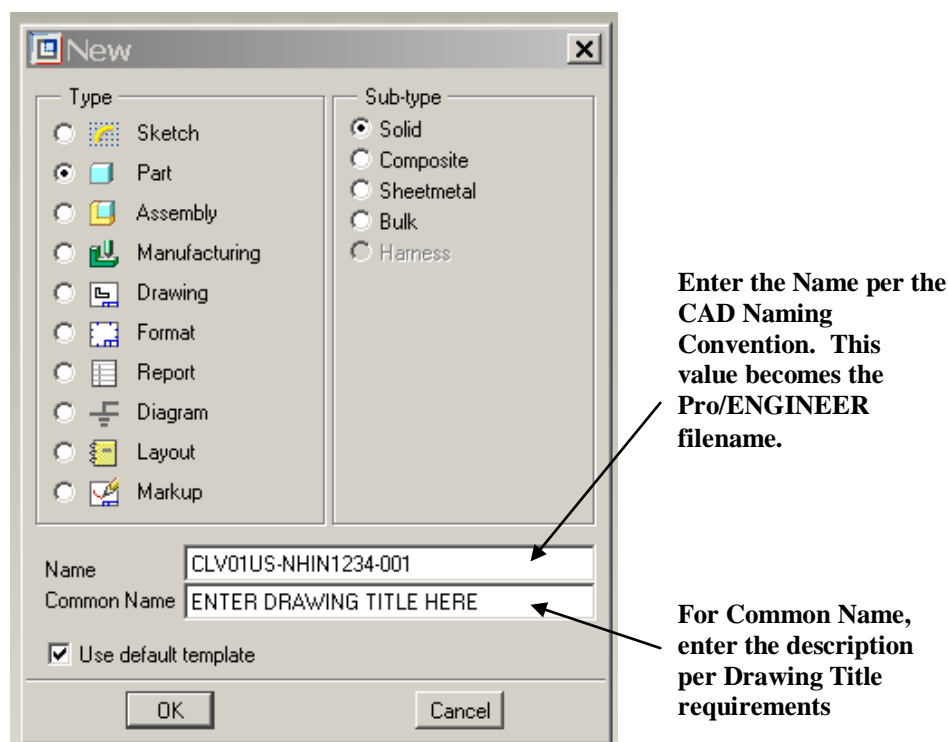 New
Type
Sketch
Part
Assembly
Manufacturing
Drawing
Format
Report
Diagram
Layout
Markup
Sub-type
Solid
Composite
Sheetmetal
Bulk
Harness
Name
CLV01US-NHIN1234-001
Common Name
ENTER DRAWING TITLE HERE
Use default template
OK
Cancel
Enter the Name per the
CAD Naming
Convention. This
value becomes the
Pro/ENGINEER
filename.
For Common Name,
enter the description
per Drawing Title
requirements